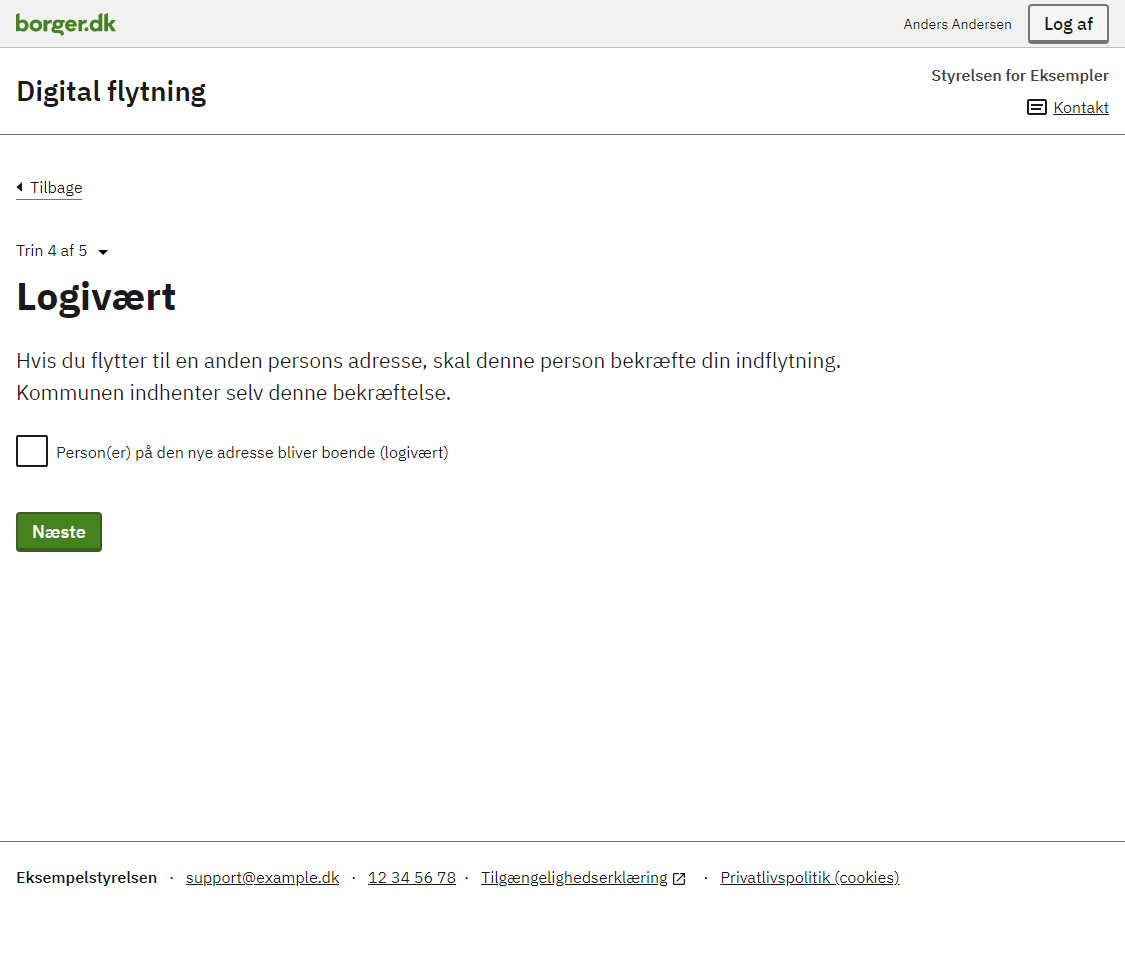 borger.dk
Anders Andersen
Log af
Digital flytning
Styrelsen for Eksempler
Kontakt
Tilbage
Trin 4 af 5
Logivært
Hvis du flytter til en anden persons adresse, skal denne person bekræfte din indflytning.
Kommunen indhenter selv denne bekræftelse.
Person(er) på den nye adresse bliver boende (logivært)
Næste
Eksempelstyrelsen · support@example.dk · 12 34 56 78 · Tilgængelighedserklæring · Privatlivspolitik (cookies)